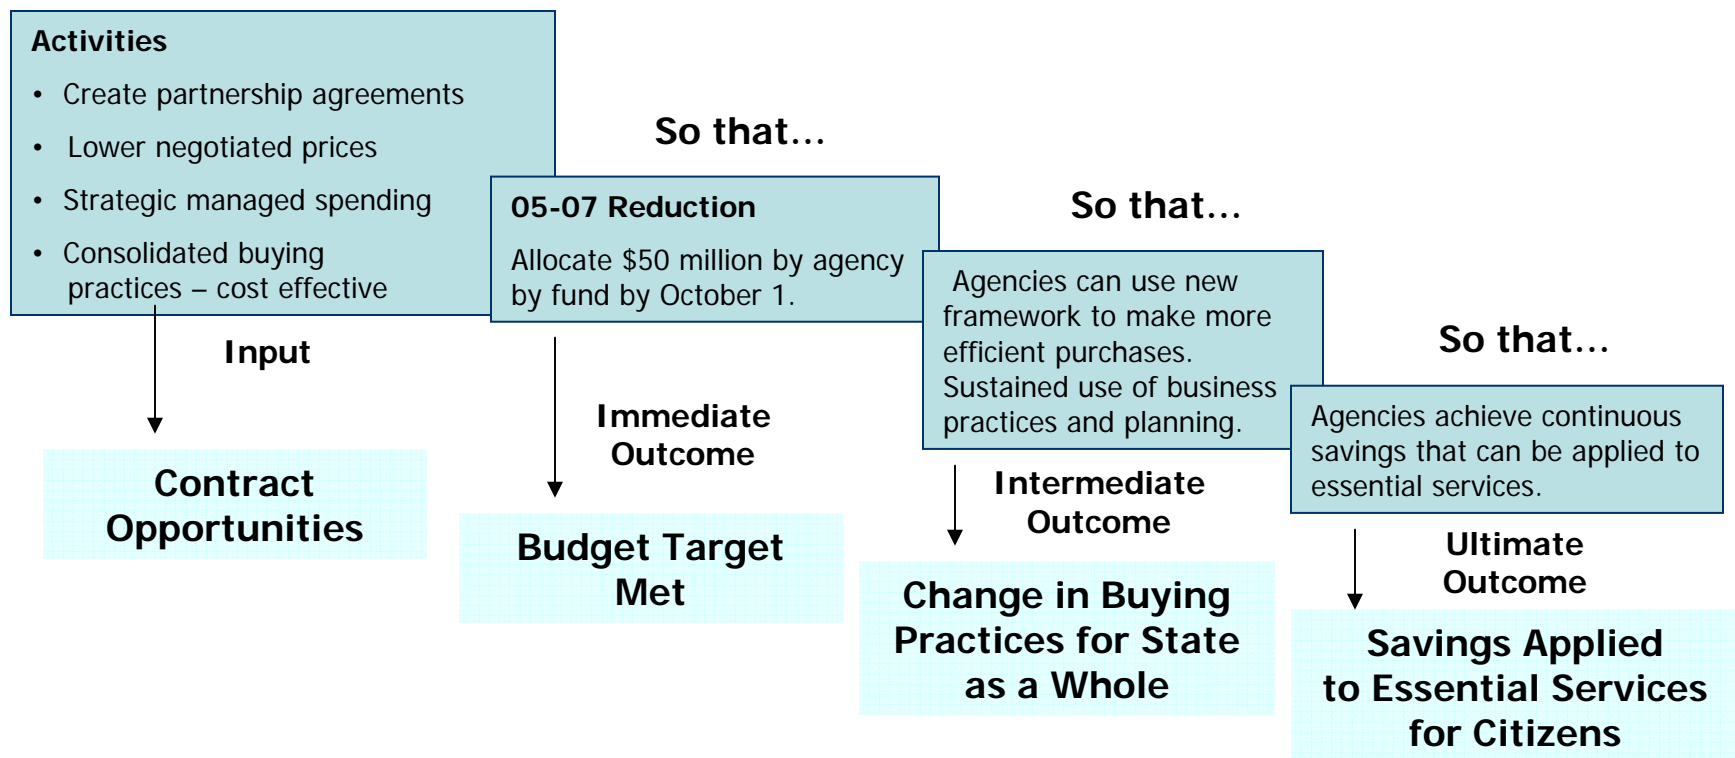 Activities
• Create partnership agreements
• Lower negotiated prices
• Strategic managed spending
• Consolidated buying
practices – cost effective
Input
Contract
Opportunities
So that...
05-07 Reduction
Allocate $50 million by agency
by fund by October 1.
Immediate
Outcome
Budget Target
Met
So that...
Agencies can use new
framework to make more
efficient purchases.
Sustained use of business
practices and planning.
Intermediate
Outcome
Change in Buying
Practices for State
as a Whole
So that...
Agencies achieve continuous
savings that can be applied to
essential services.
Ultimate
Outcome
Savings Applied
to Essential Services
for Citizens